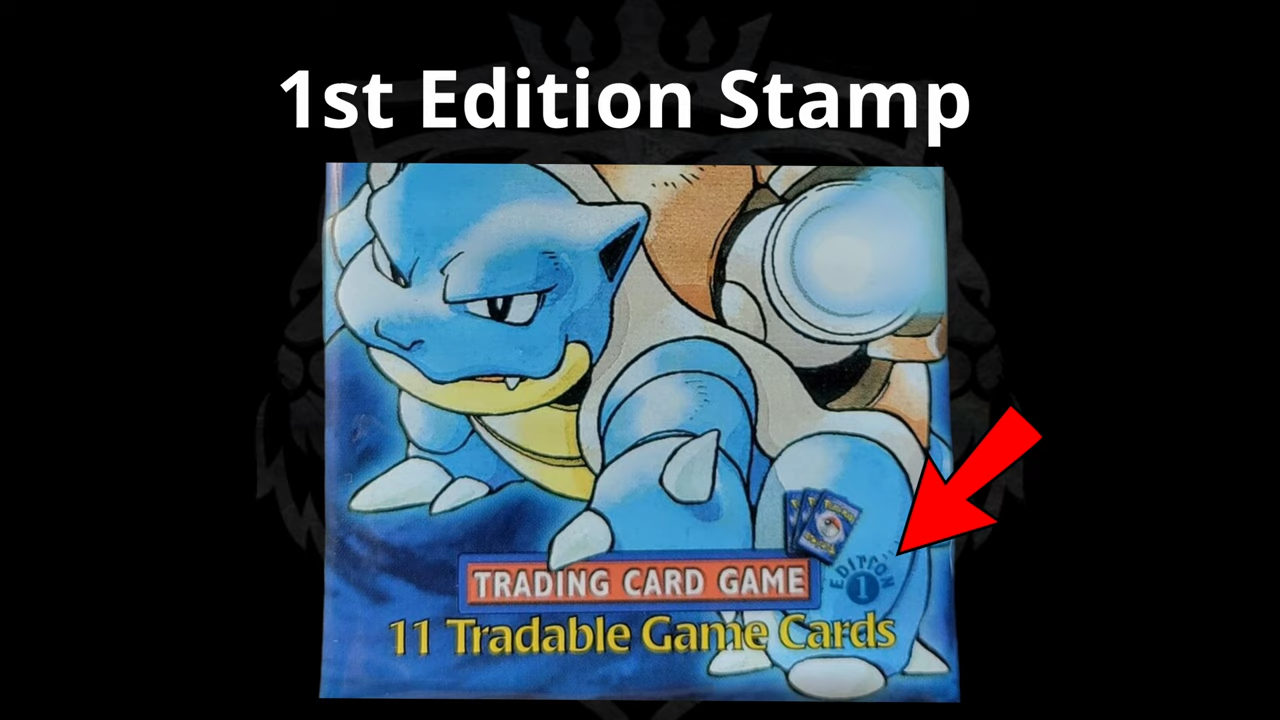 1st Edition Stamp
EDITION
1
TRADING CARD GAME
11 Tradable Game Cards